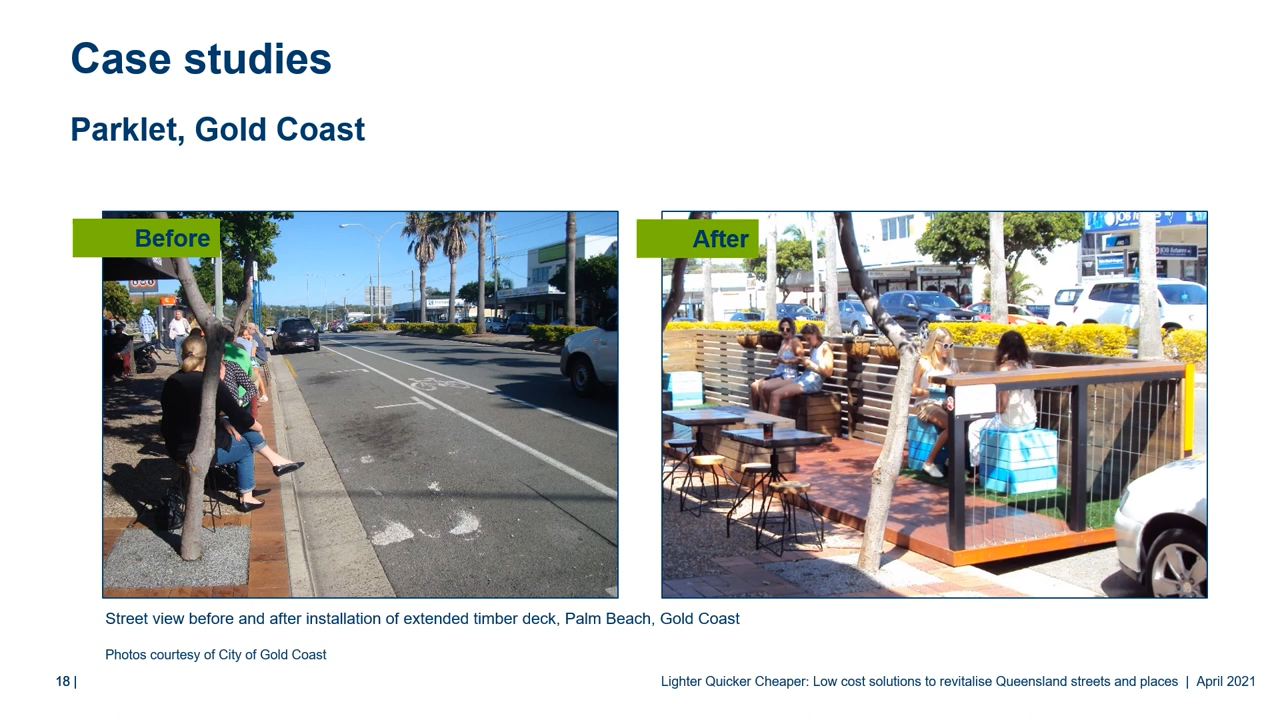 Case studies
Parklet, Gold Coast
Before
After
Street view before and after installation of extended timber deck, Palm Beach, Gold Coast
Photos courtesy of City of Gold Coast
18 |
Lighter Quicker Cheaper: Low cost solutions to revitalise Queensland streets and places | April 2021